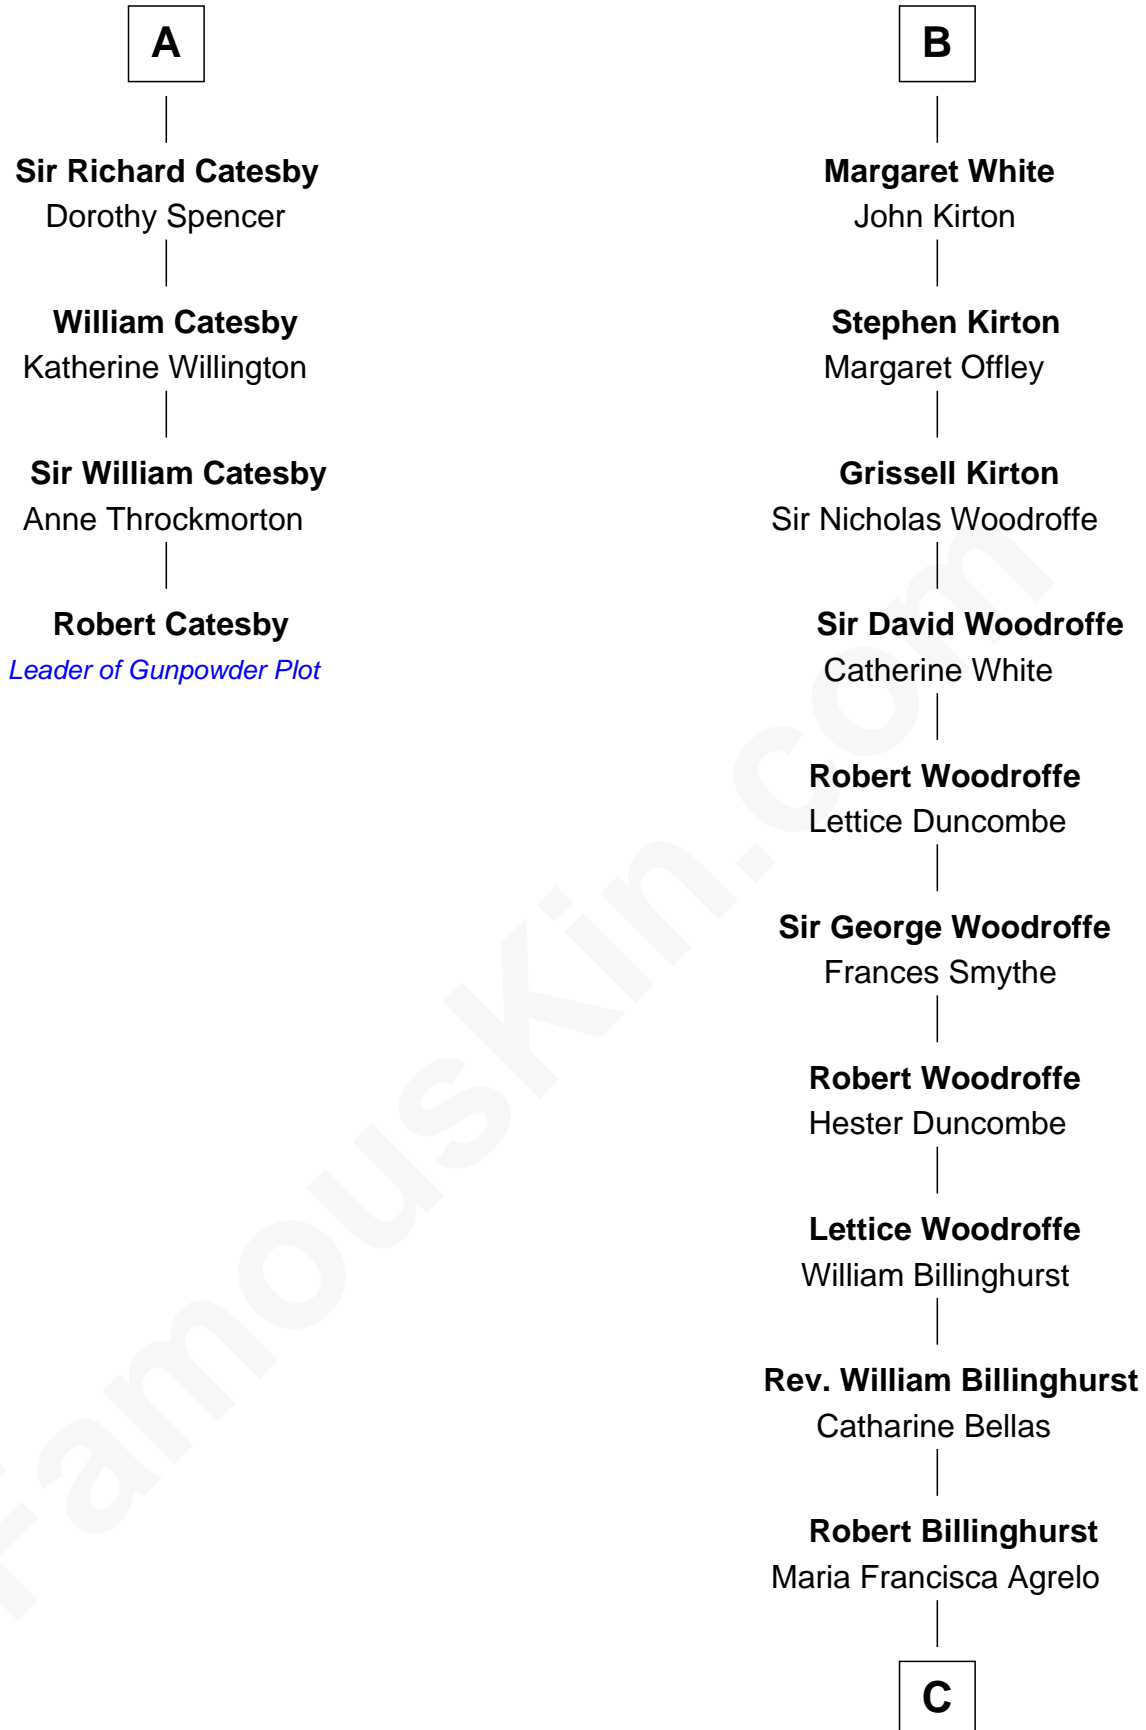 A
Sir Richard Catesby
Dorothy Spencer
William Catesby
Katherine Willington
Sir William Catesby
Anne Throckmorton
Robert Catesby
Leader of Gunpowder Plot
B
Margaret White
John Kirton
Stephen Kirton
Margaret Offley
Grissell Kirton
Sir Nicholas Woodroffe
Sir David Woodroffe
Catherine White
Robert Woodroffe
Lettice Duncombe
Sir George Woodroffe
Frances Smythe
Robert Woodroffe
Hester Duncombe
Lettice Woodroffe
William Billinghurst
Rev. William Billinghurst
Catharine Bellas
Robert Billinghurst
Maria Francisca Agrelo
C
FamousKin.com